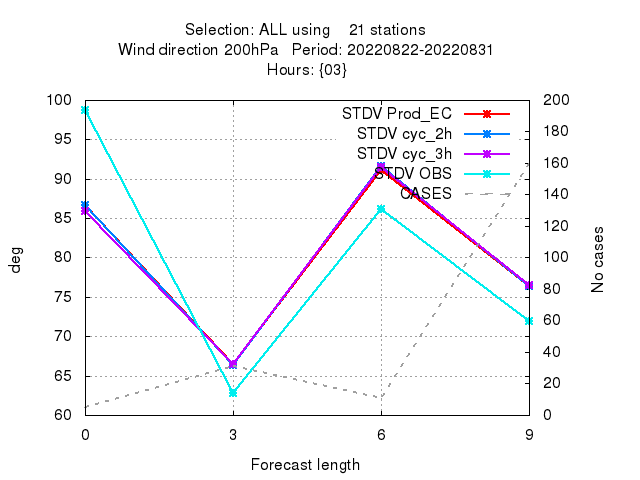 Selection: ALL using    21 stations
Wind direction 200hPa   Period: 20220822-20220831
Hours: {03}
STDV Prod_EC
STDV cyc_2h
STDV cyc_3h
STDV OBS
CASES
deg
100
95
90
85
80
75
70
65
60
No cases
200
180
160
140
120
100
80
60
40
20
0
0 3 6 9
Forecast length